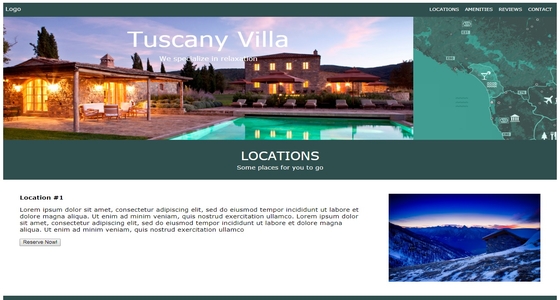 Logo
LOCATIONS AMENITIES REVIEWS CONTACT
Tuscany Villa
We specialize in relaxation
LOCATIONS
Some places for you to go
Location #1
Lorem ipsum dolor sit amet, consectetur adipiscing elit, sed do eiusmod tempor incididunt ut labore et
dolore magna aliqua. Ut enim ad minim veniam, quis nostrud exercitation ullamco. Lorem ipsum dolor
sit amet, consectetur adipiscing elit, sed do eiusmod tempor incididunt ut labore et dolore magna
aliqua. Ut enim ad minim veniam, quis nostrud exercitation ullamco
Reserve Now!